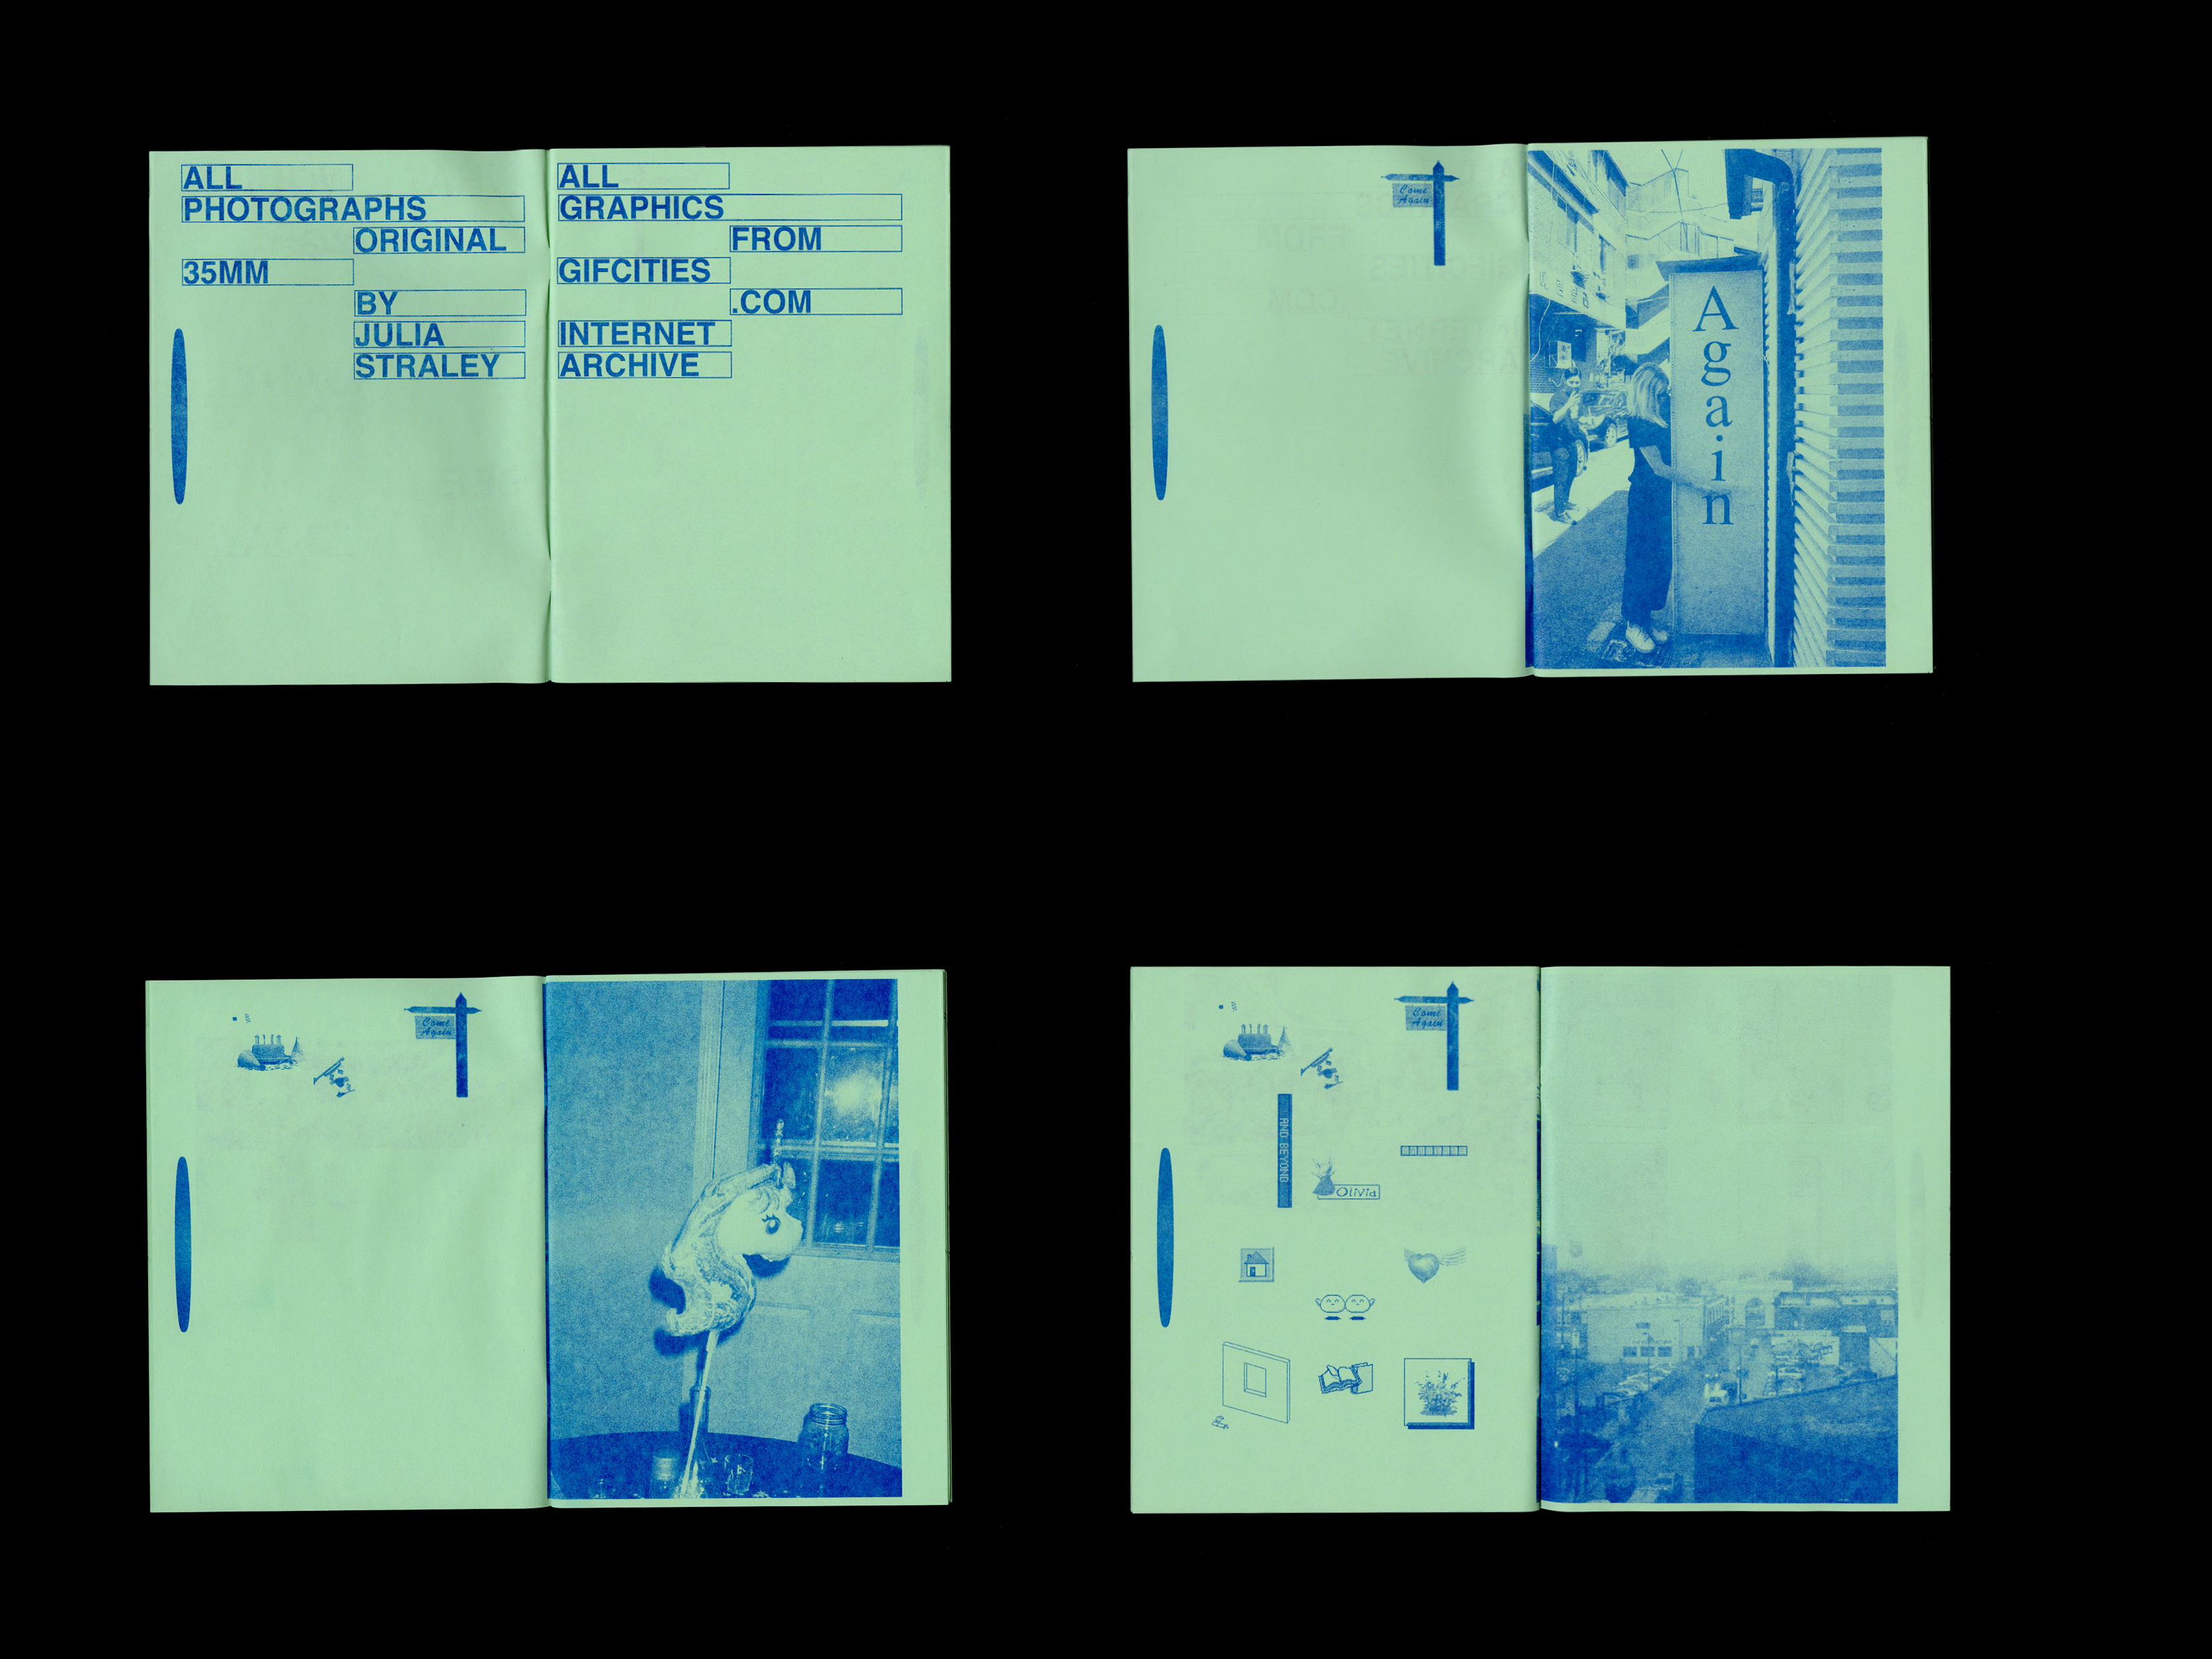 ALL
PHOTOGRAPHS
ORIGINAL
35MM
BY
JULIA
STRALEY
ALL
GRAPHICS
FROM
GIFCITIES
.COM
INTERNET
ARCHIVE
Come
Again
Again
Come
Again
Come
Again
AND BEYOND
Olivia